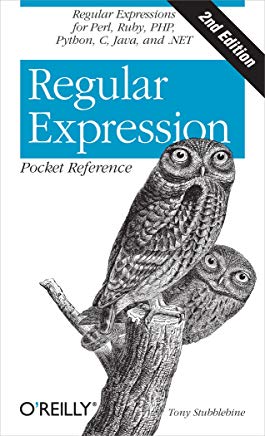 Regular Expressions
for Perl, Ruby, PHP,
Python, C, Java, and .NET
2nd Edition
Regular
Expression
Pocket Reference
O'REILLY®
Tony Stubblebine